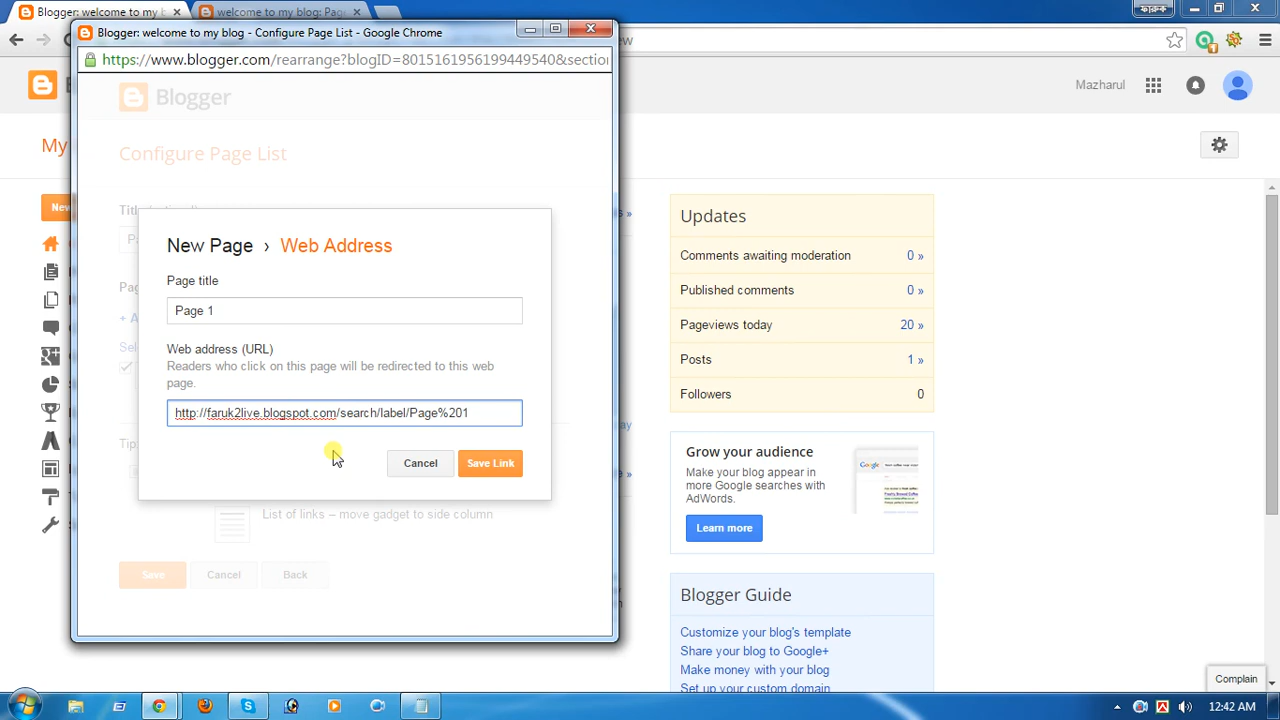 Blogger: welcome to my blo
welcome to my blog: Page
Blogger: welcome to my blog - Configure Page List - Google Chrome
https://www.blogger.com/rearrange?blogID=8015161956199449540&section
ew
Blogger
Mazharul
My
Configure Page List
New
New Page › Web Address
Page title
Page 1
Web address (URL)
Readers who click on this page will be redirected to this web
page.
http://faruk2live.blogspot.com/search/label/Page%201
Cancel
Save Link
Tip:
List of links – move gadget to side column
Save
Cancel
Back
Updates
Comments awaiting moderation
0 »
Published comments
0 »
Pageviews today
20 »
Posts
1 »
Followers
0
Grow your audience
Make your blog appear in
more Google searches with
AdWords.
Learn more
Blogger Guide
Customize your blog's template
Share your blog to Google+
Make money with your blog
Set up your custom domain
Complain
12:42 AM